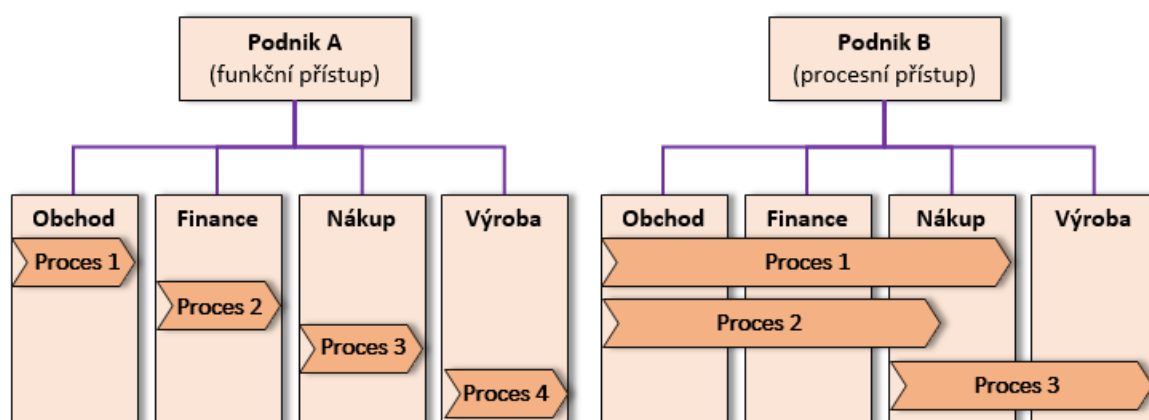 Podnik A
(funkční přístup)
Obchod
Finance
Nákup
Výroba
Proces 1
Proces 2
Proces 3
Proces 4
Podnik B
(procesní přístup)
Obchod
Finance
Nákup
Výroba
Proces 1
Proces 2
Proces 3